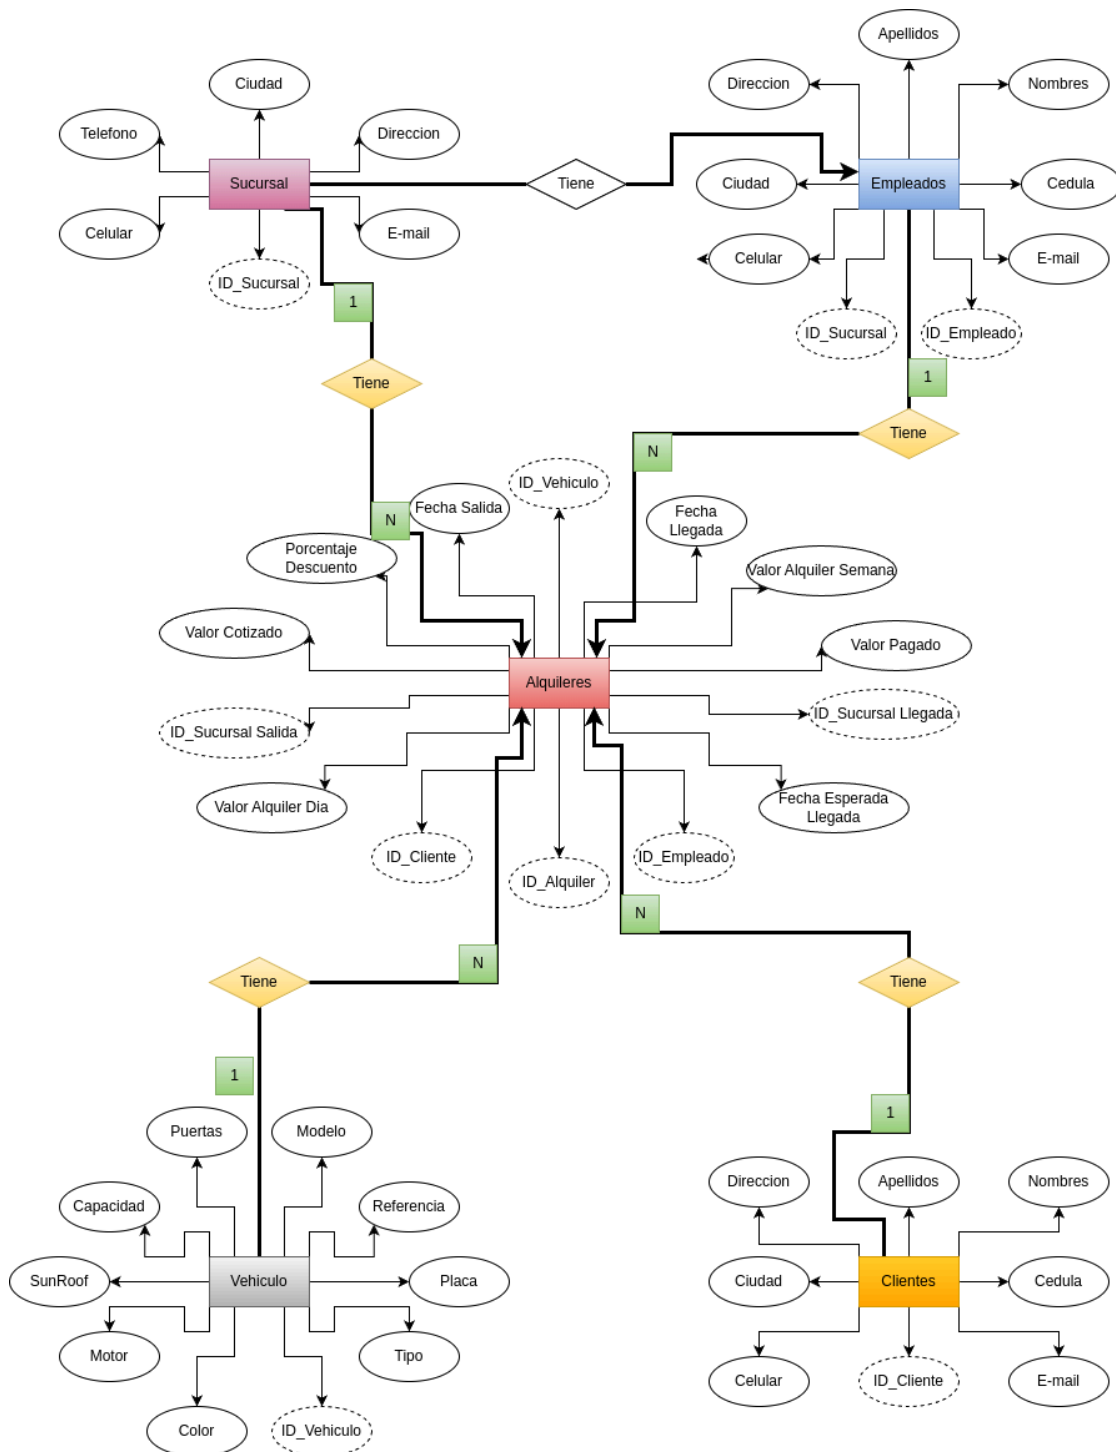 Apellidos
Ciudad
Direccion
Nombres
Telefono
Direccion
Sucursal
Tiene
Ciudad
Empleados
Cedula
Celular
E-mail
Celular
E-mail
ID_Sucursal
1
ID_Sucursal
ID_Empleado
Tiene
1
Tiene
N
ID_Vehiculo
Fecha Salida
N
Fecha
Llegada
Porcentaje
Descuento
Valor Alquiler Semana
Valor Cotizado
Valor Pagado
Alquileres
ID_Sucursal Salida
ID_Sucursal Llegada
Valor Alquiler Dia
Fecha Esperada
Llegada
ID_Cliente
ID_Empleado
ID_Alquiler
N
N
Tiene
Tiene
1
1
Puertas
Modelo
Direccion
Apellidos
Nombres
Capacidad
Referencia
SunRoof
Vehiculo
Placa
Ciudad
Clientes
Cedula
Motor
Tipo
Celular
ID_Cliente
E-mail
Color
ID_Vehiculo